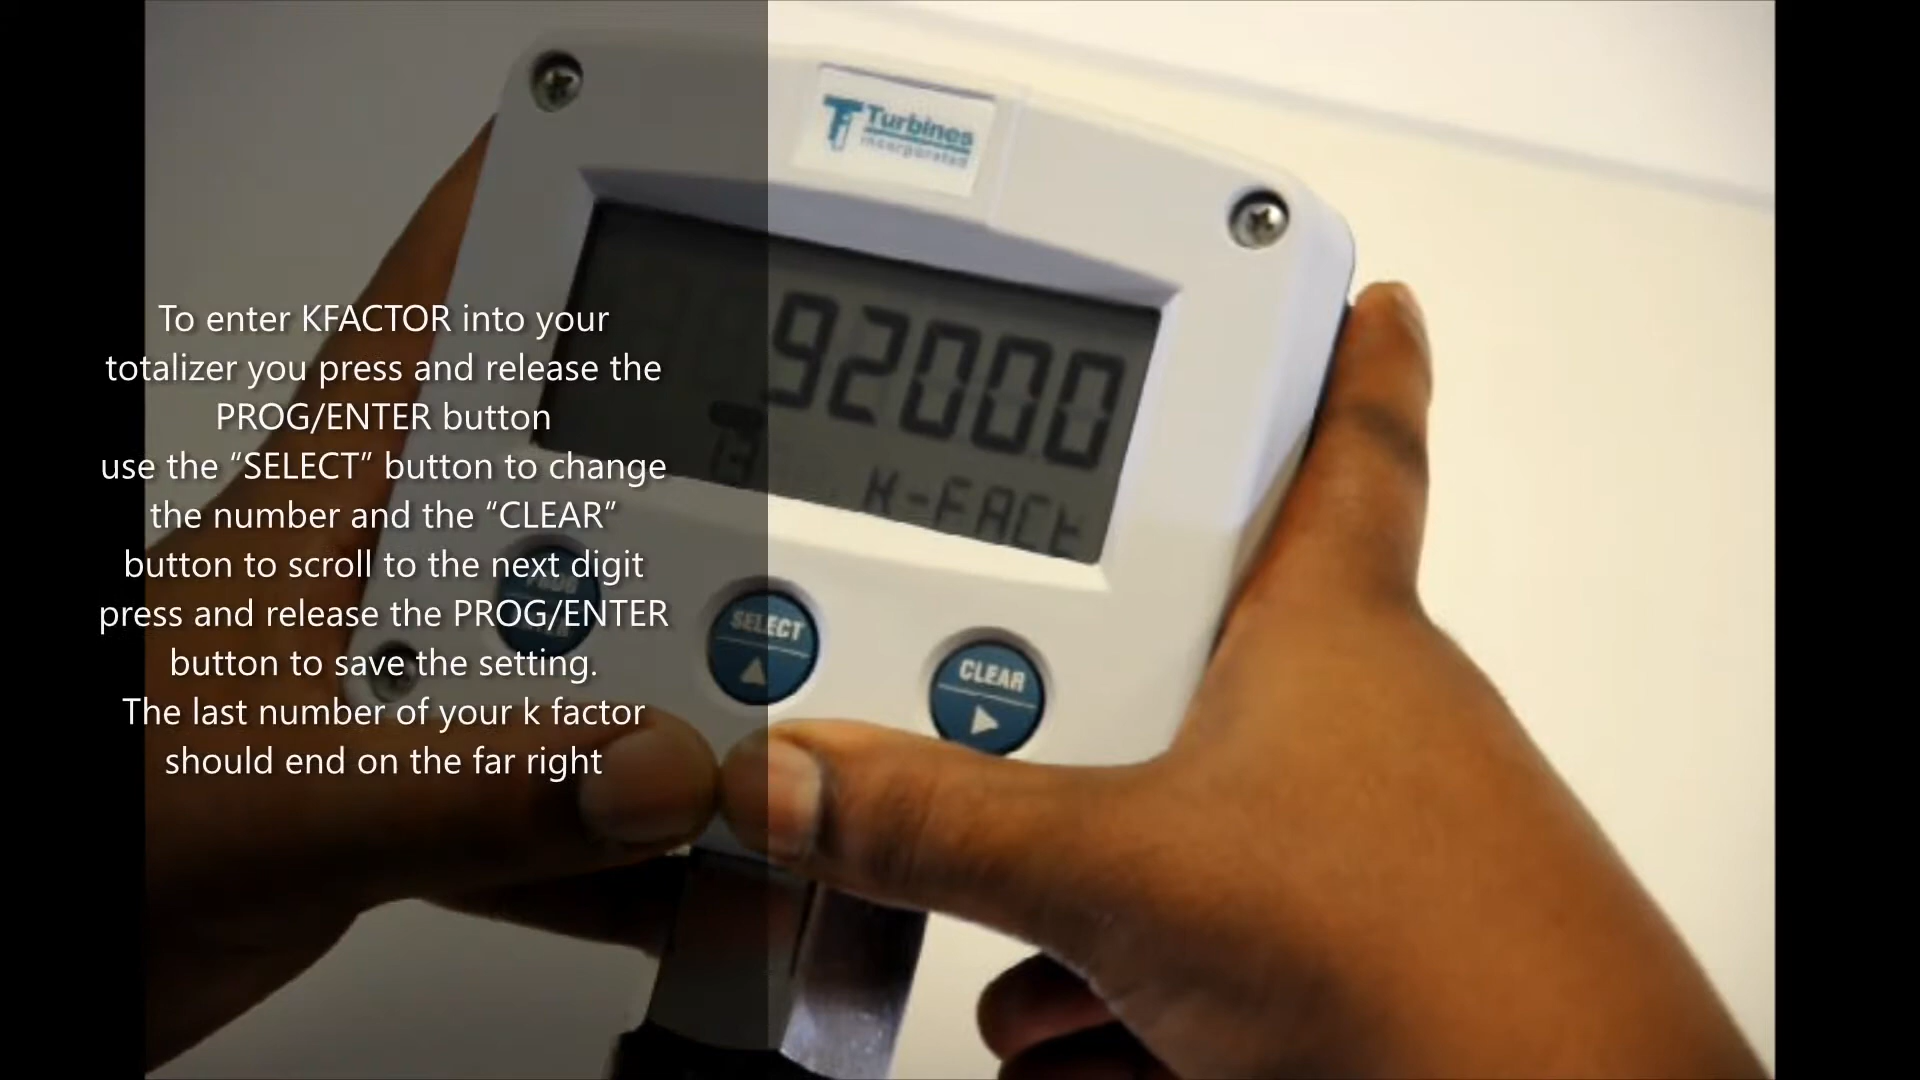 Turbines
Incorporated
92000
73
K-FACt
To enter KFACTOR into your
totalizer you press and release the
PROG/ENTER button
use the “SELECT” button to change
the number and the “CLEAR”
button to scroll to the next digit
press and release the PROG/ENTER
button to save the setting.
The last number of your k factor
should end on the far right
SELECT
CLEAR